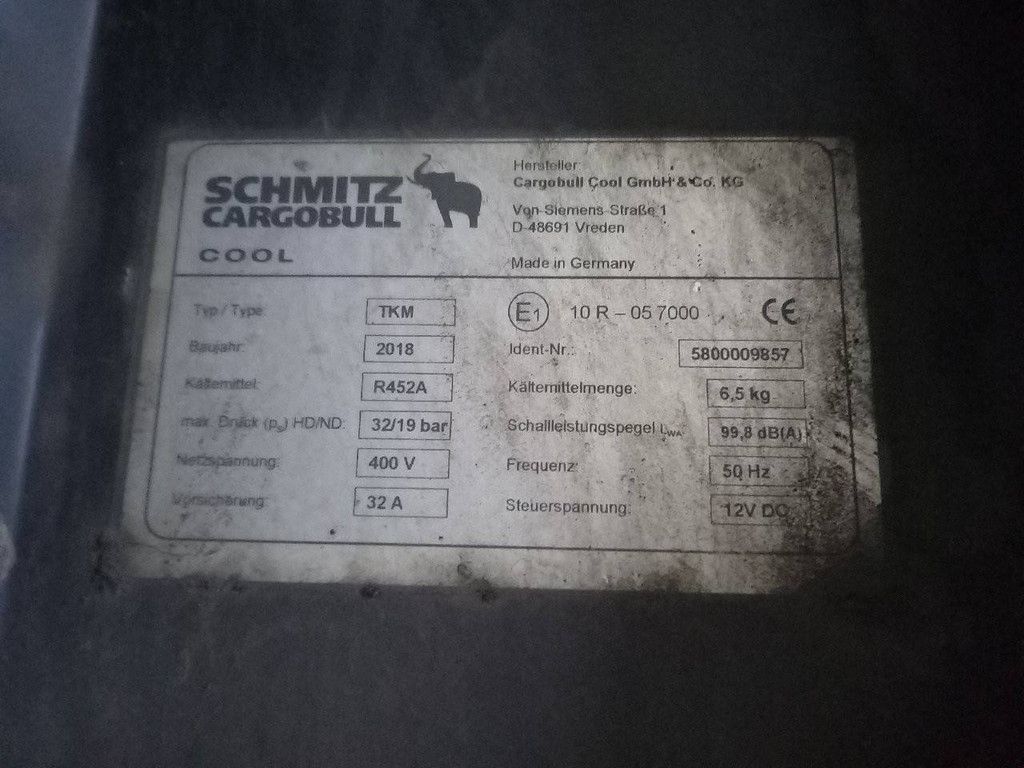 SCHMITZ
CARGOBULL
COOL
Hersteller:
Cargobull Cool GmbH & Co. KG
Von-Siemens-Straße 1
D-48691 Vreden
Made in Germany
Typ / Type: TKM
E1 10 R – 05 7000 CE
Baujahr: 2018
Ident-Nr.: 5800009857
Kältemittel: R452A
Kältemittelmenge: 6,5 kg
max. Druck (ps) HD/ND: 32/19 bar
Schallleistungspegel LWA: 99,8 dB(A)
Netzspannung: 400 V
Frequenz: 50 Hz
Vorsicherung: 32 A
Steuerspannung: 12V DC